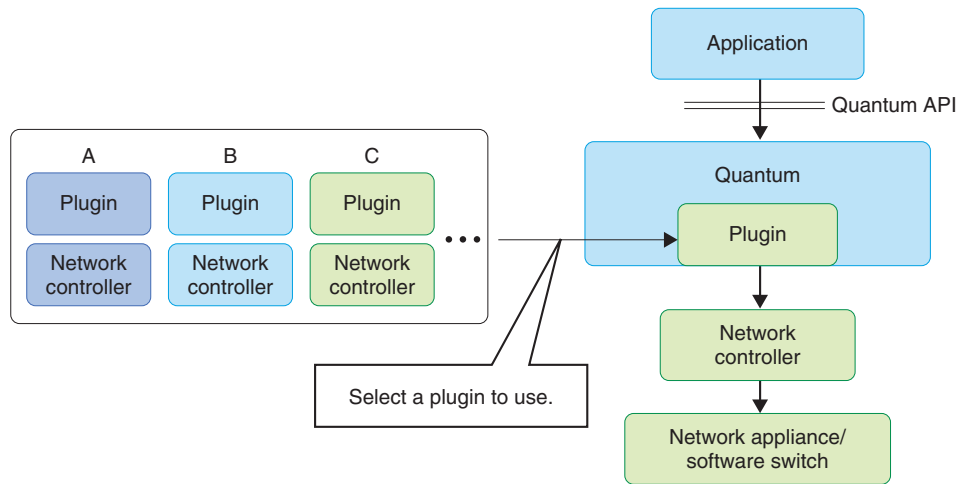 Application
Quantum API
A
B
C
Plugin
Plugin
Plugin
Network
controller
Network
controller
Network
controller
Quantum
Plugin
Network
controller
Select a plugin to use.
Network appliance/
software switch